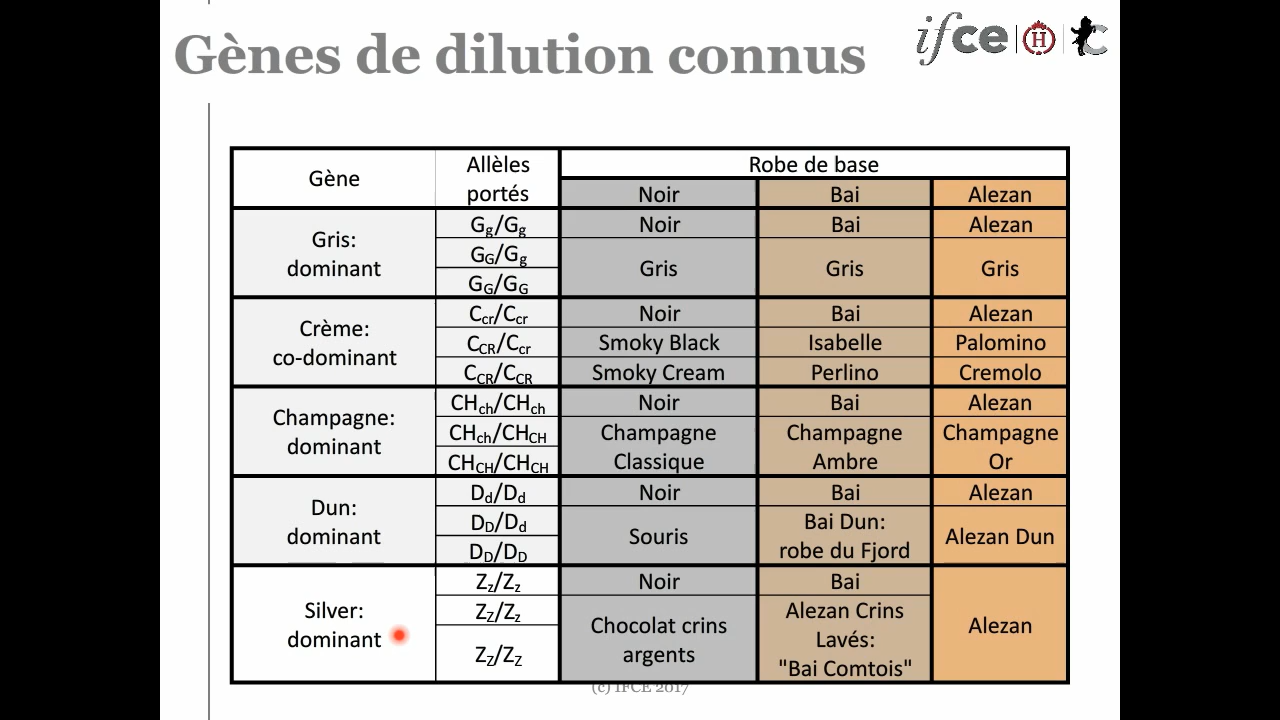 Gènes de dilution connus
ifce H C
Gène
Allèles
portés
Robe de base
Noir
Bai
Alezan
Gris:
dominant
Gg/Gg
Noir
Bai
Alezan
GG/Gg
GG/GG
Gris
Gris
Gris
Crème:
co-dominant
Ccr/Ccr
Noir
Bai
Alezan
CCR/Ccr
Smoky Black
Isabelle
Palomino
CCR/CCR
Smoky Cream
Perlino
Cremolo
Champagne:
dominant
CHch/CHch
Noir
Bai
Alezan
CHch/CHCH
CHCH/CHCH
Champagne
Classique
Champagne
Ambre
Champagne
Or
Dun:
dominant
Dd/Dd
Noir
Bai
Alezan
DD/Dd
DD/DD
Souris
Bai Dun:
robe du Fjord
Alezan Dun
Silver:
dominant
Zz/Zz
Noir
Bai
ZZ/Zz
ZZ/ZZ
Chocolat crins
argents
Alezan Crins
Lavés:
"Bai Comtois"
Alezan
(c) IFCE 2017